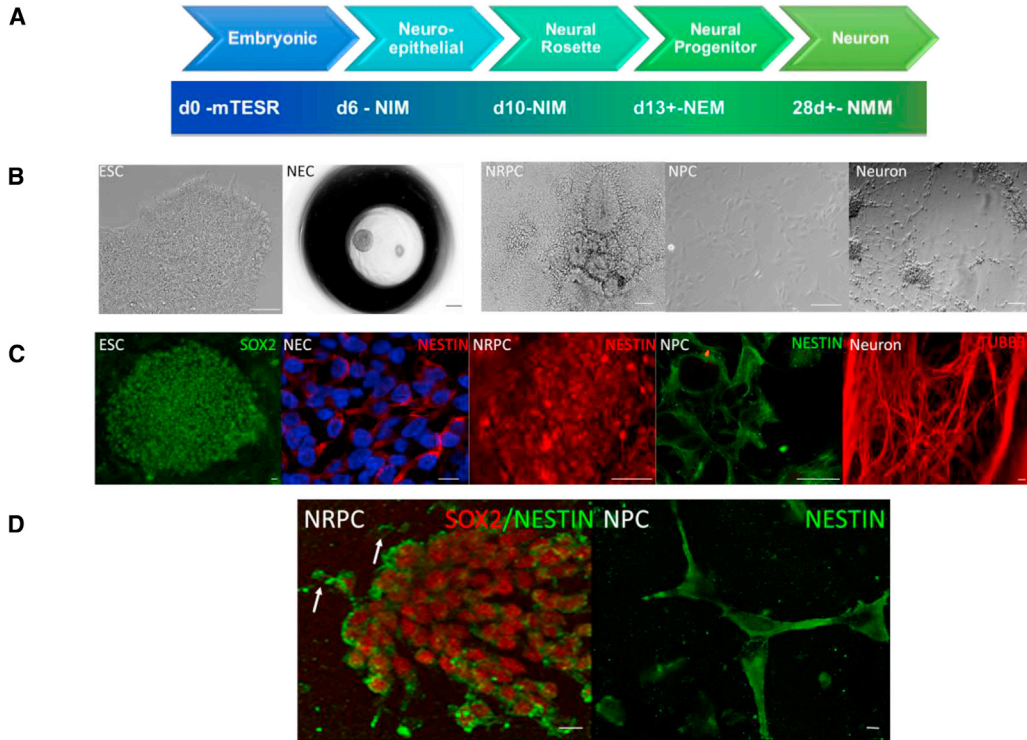 A
Embryonic
Neuro-
epithelial
Neural
Rosette
Neural
Progenitor
Neuron
d0 -mTESR
d6 - NIM
d10-NIM
d13+-NEM
28d+- NMM
B
ESC
NEC
NRPC
NPC
Neuron
C
ESC
SOX2
NEC
NESTIN
NRPC
NESTIN
NPC
NESTIN
Neuron
TUBB3
D
NRPC
SOX2/NESTIN
NPC
NESTIN